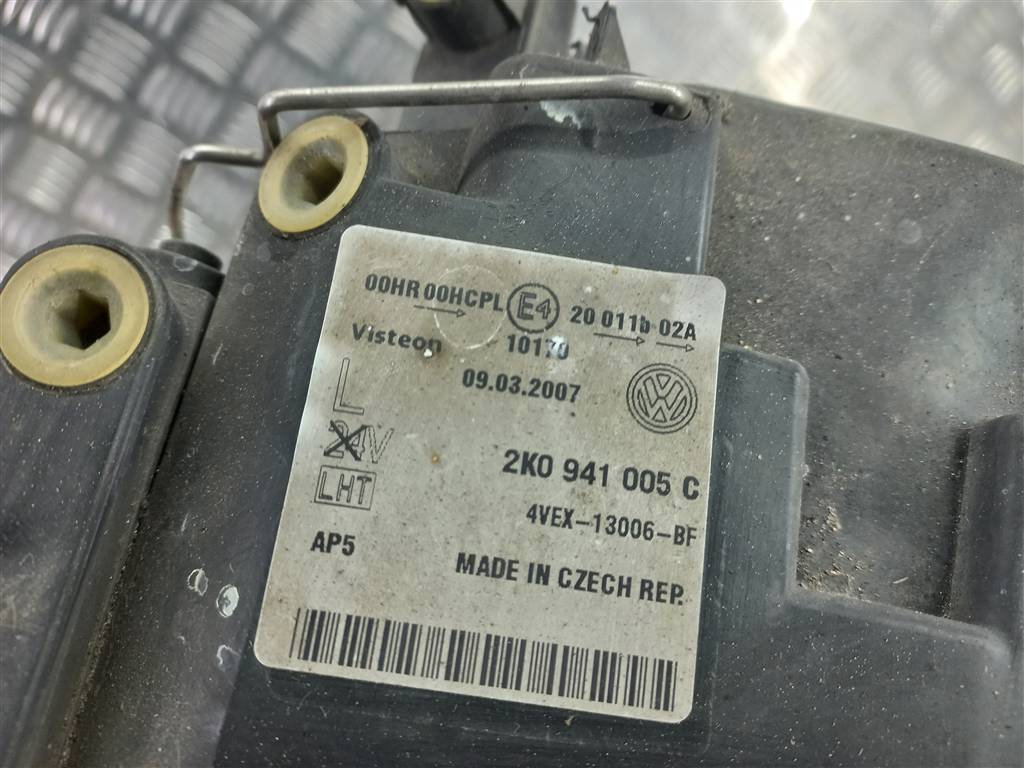 00HR 00HCPL E4 20 011b 02A
Visteon 10170
09.03.2007
L
VW
24V
2K0 941 005 C
LHT
4VEX-13006-BF
AP5
MADE IN CZECH REP.